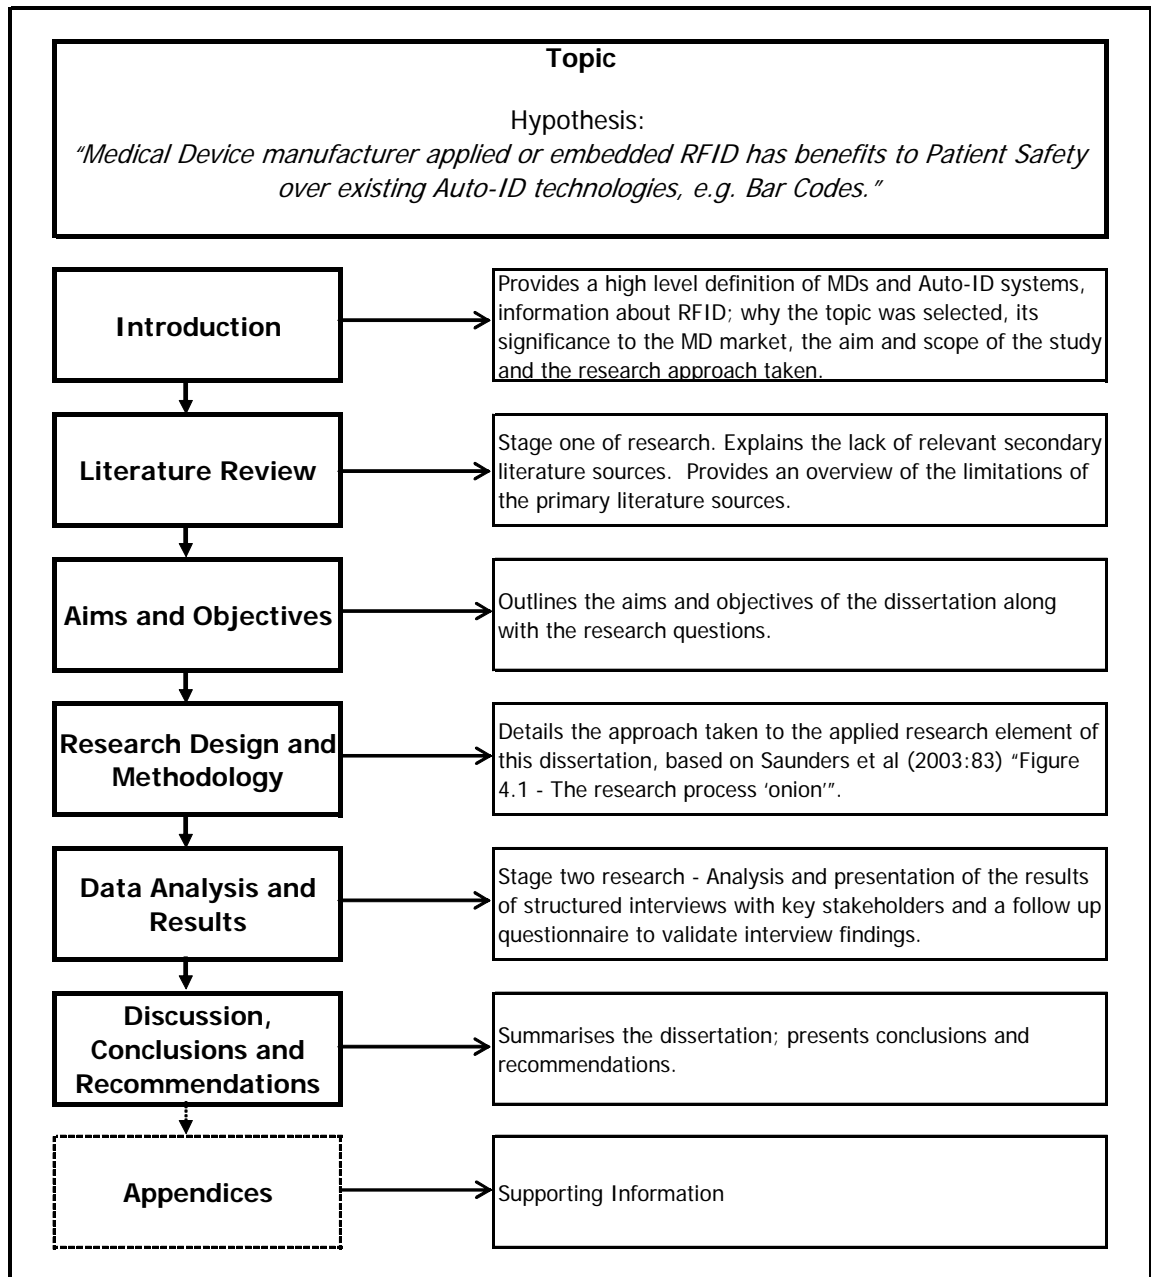 Topic
Hypothesis:
"Medical Device manufacturer applied or embedded RFID has benefits to Patient Safety
over existing Auto-ID technologies, e.g. Bar Codes."
Introduction
Provides a high level definition of MDs and Auto-ID systems,
information about RFID; why the topic was selected, its
significance to the MD market, the aim and scope of the study
and the research approach taken.
Literature Review
Stage one of research. Explains the lack of relevant secondary
literature sources.  Provides an overview of the limitations of
the primary literature sources.
Aims and Objectives
Outlines the aims and objectives of the dissertation along
with the research questions.
Research Design and
Methodology
Details the approach taken to the applied research element of
this dissertation, based on Saunders et al (2003:83) "Figure
4.1 - The research process 'onion'".
Data Analysis and
Results
Stage two research - Analysis and presentation of the results
of structured interviews with key stakeholders and a follow up
questionnaire to validate interview findings.
Discussion,
Conclusions and
Recommendations
Summarises the dissertation; presents conclusions and
recommendations.
Appendices
Supporting Information